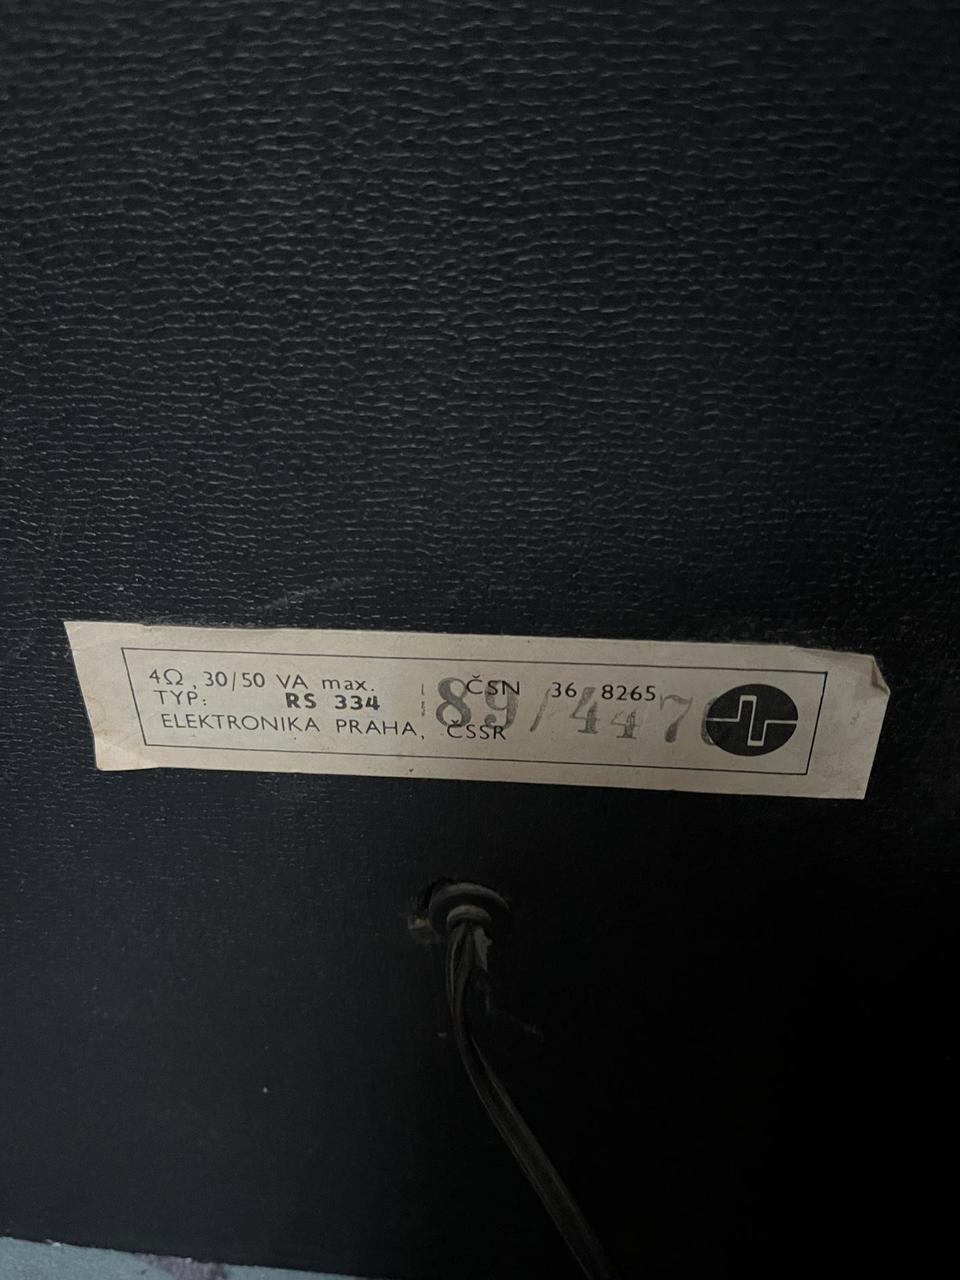 4Ω, 30/50 VA max. ČSN 36 8265
TYP: RS 334
ELEKTRONIKA PRAHA, ČSSR
89/447